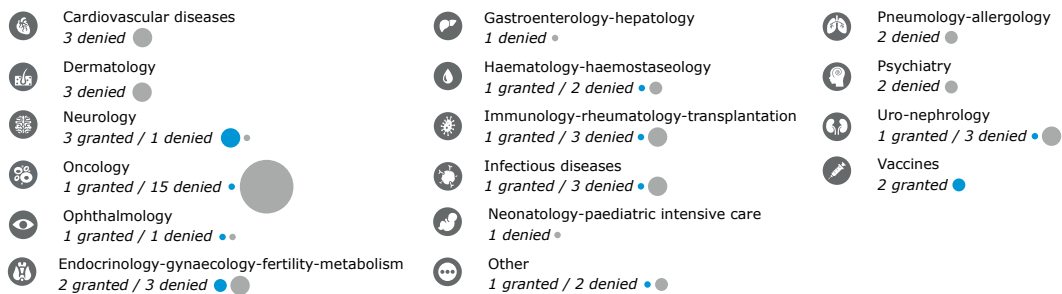 Cardiovascular diseases
3 denied
Dermatology
3 denied
Neurology
3 granted / 1 denied
Oncology
1 granted / 15 denied
Ophthalmology
1 granted / 1 denied
Endocrinology-gynaecology-fertility-metabolism
2 granted / 3 denied
Gastroenterology-hepatology
1 denied
Haematology-haemostaseology
1 granted / 2 denied
Immunology-rheumatology-transplantation
1 granted / 3 denied
Infectious diseases
1 granted / 3 denied
Neonatology-paediatric intensive care
1 denied
Other
1 granted / 2 denied
Pneumology-allergology
2 denied
Psychiatry
2 denied
Uro-nephrology
1 granted / 3 denied
Vaccines
2 granted